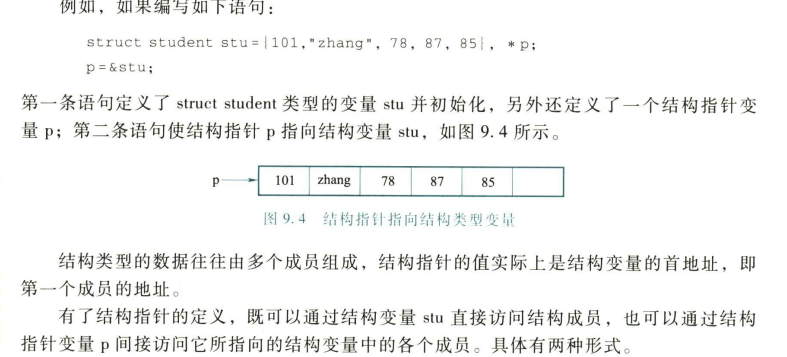 例如，如果编写如下语句：
struct student stu={101,"zhang", 78, 87, 85}, *p;
p=&stu;
第一条语句定义了 struct student 类型的变量 stu 并初始化，另外还定义了一个结构指针变
量 p；第二条语句使结构指针 p 指向结构变量 stu，如图 9.4 所示。
p 101 zhang 78 87 85
图 9.4 结构指针指向结构类型变量
结构类型的数据往往由多个成员组成，结构指针的值实际上是结构变量的首地址，即
第一个成员的地址。
有了结构指针的定义，既可以通过结构变量 stu 直接访问结构成员，也可以通过结构
指针变量 p 间接访问它所指向的结构变量中的各个成员。具体有两种形式。